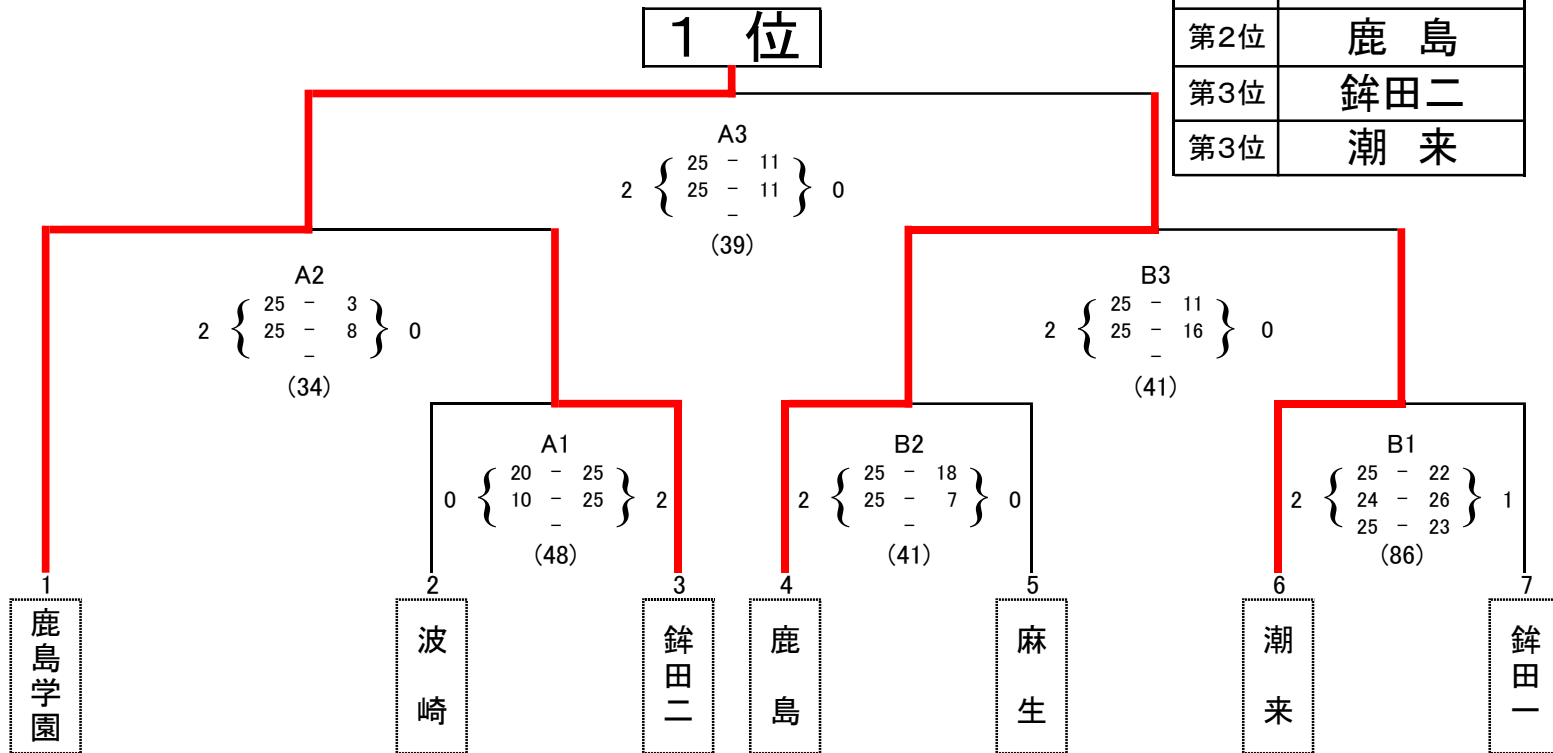 1 位
第2位 鹿 島
第3位 鉾田二
第3位 潮 来
A3
2 { 25 - 11 } 0
25 - 11
-
(39)
A2
2 { 25 - 3 } 0
25 - 8
-
(34)
B3
2 { 25 - 11 } 0
25 - 16
-
(41)
A1
0 { 20 - 25 } 2
10 - 25
-
(48)
B2
2 { 25 - 18 } 0
25 - 7
-
(41)
B1
2 { 25 - 22 } 1
24 - 26
25 - 23
(86)
1 2 3 4 5 6 7
鹿島学園
波崎
鉾田二
鹿島
麻生
潮来
鉾田一